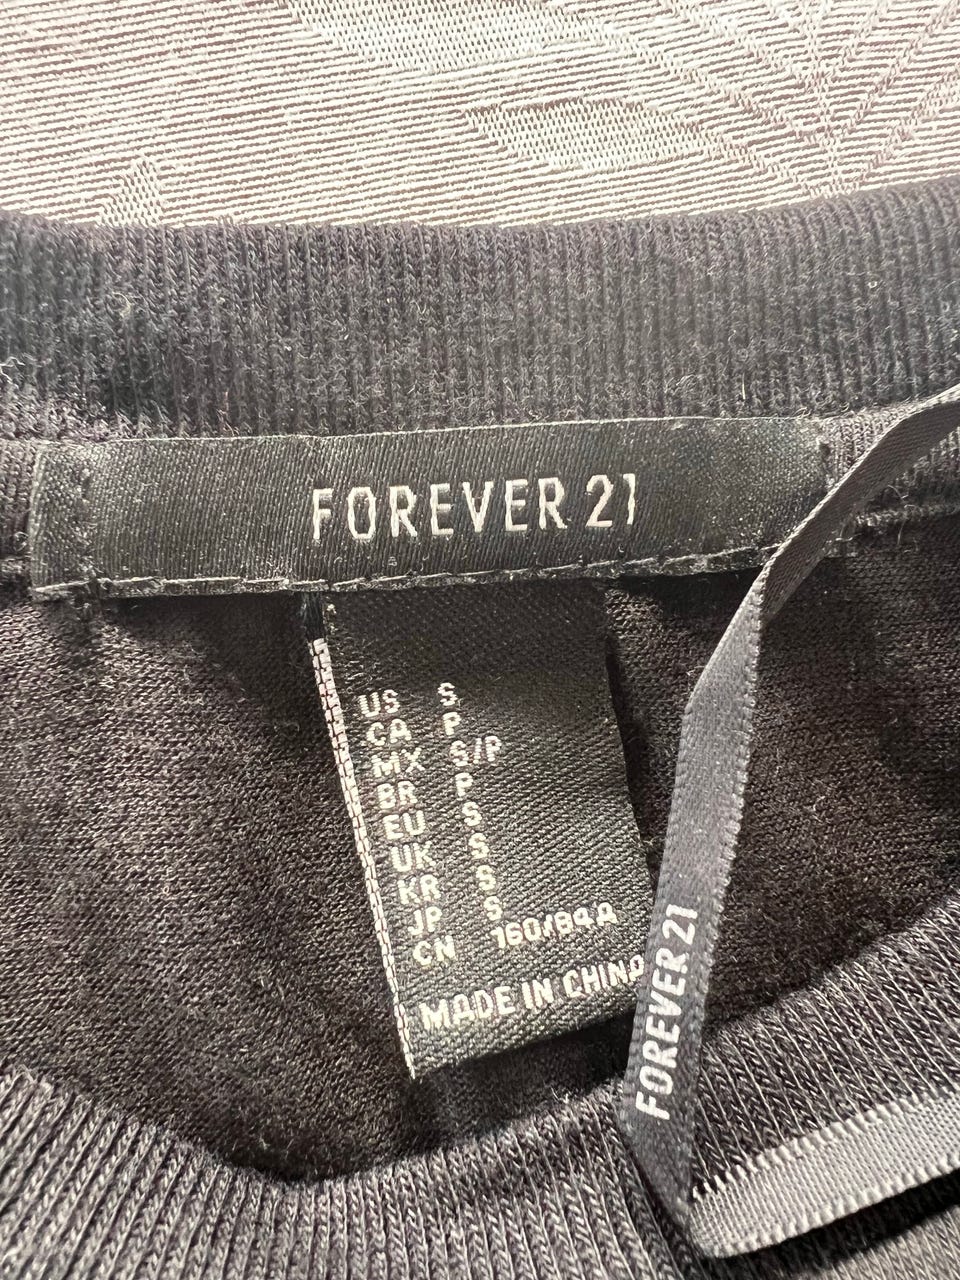 FOREVER 21
US S
CA P
MX S/P
BR P
EU S
UK S
KR S
JP S
CN 160/84A
MADE IN CHINA
FOREVER 21